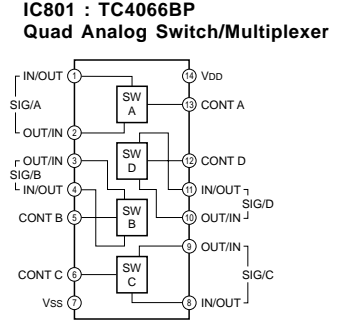 IC801 : TC4066BP
Quad Analog Switch/Multiplexer
IN/OUT 1 14 VDD
SW A
SIG/A 13 CONT A
OUT/IN 2
OUT/IN 3 12 CONT D
SW D
SIG/B
IN/OUT 4 11 IN/OUT
SIG/D
CONT B 5 10 OUT/IN
SW B
9 OUT/IN
CONT C 6 SIG/C
SW C
VSS 7 8 IN/OUT